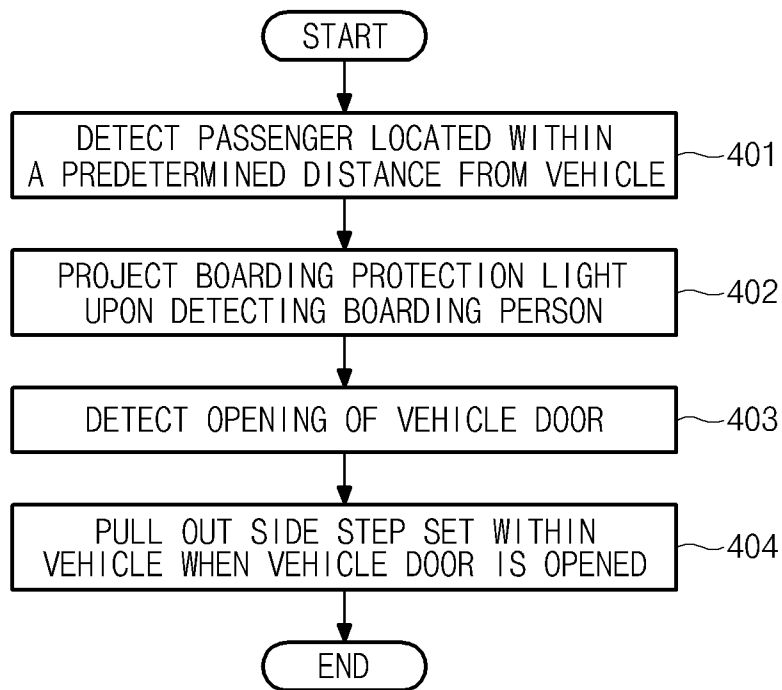 START
DETECT PASSENGER LOCATED WITHIN
A PREDETERMINED DISTANCE FROM VEHICLE
401
PROJECT BOARDING PROTECTION LIGHT
UPON DETECTING BOARDING PERSON
402
DETECT OPENING OF VEHICLE DOOR
403
PULL OUT SIDE STEP SET WITHIN
VEHICLE WHEN VEHICLE DOOR IS OPENED
404
END